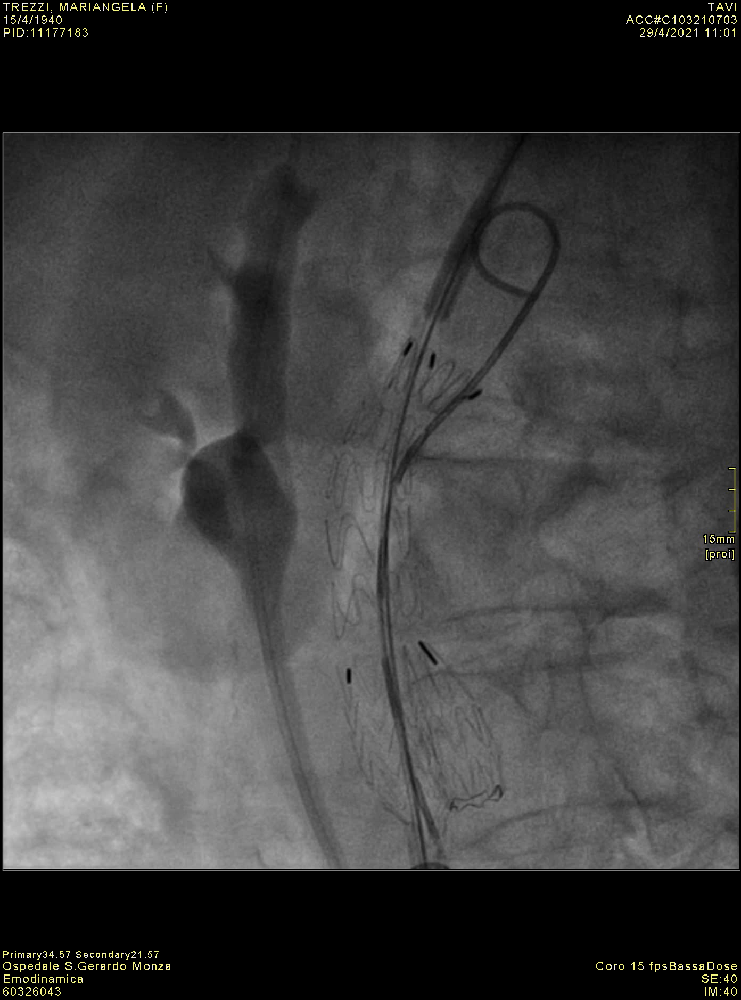 TREZZI, MARIANGELA (F)
15/4/1940
PID:11177183
TAVI
ACC#C103210703
29/4/2021 11:01
15mm
[proi]
Primary34.57 Secondary21.57
Ospedale S.Gerardo Monza
Emodinamica
60326043
Coro 15 fpsBassaDose
SE:40
IM:40